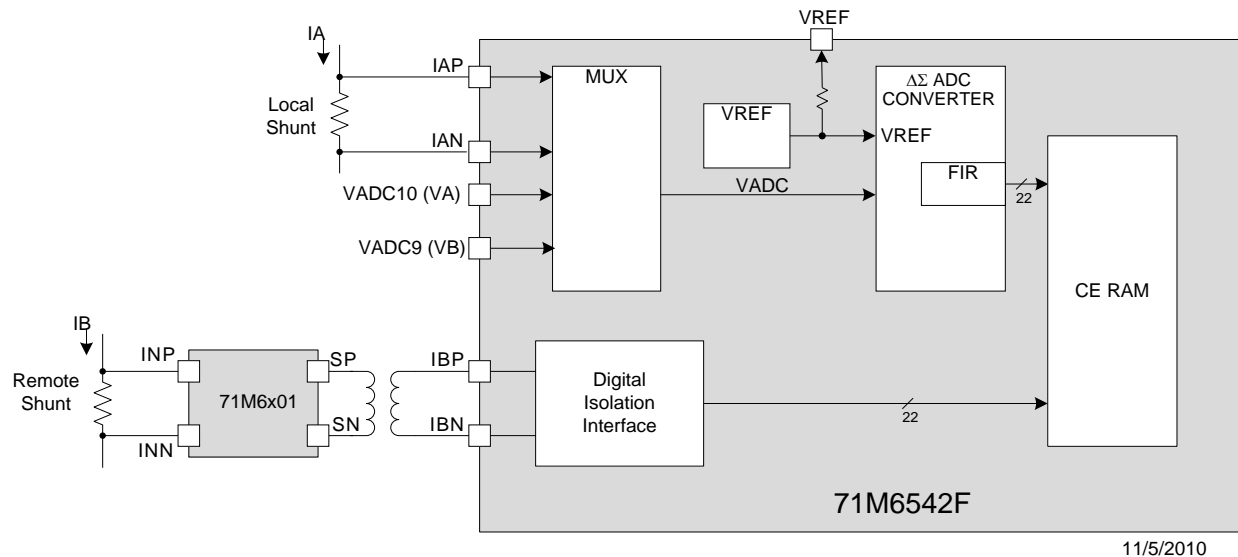 VREF
IA
IAP
MUX
ΔΣ ADC
CONVERTER
Local
Shunt
VREF
VREF
IAN
FIR
VADC10 (VA)
VADC
22
VADC9 (VB)
CE RAM
IB
INP
SP
IBP
Remote
Shunt
71M6x01
Digital
Isolation
Interface
22
INN
SN
IBN
71M6542F
11/5/2010